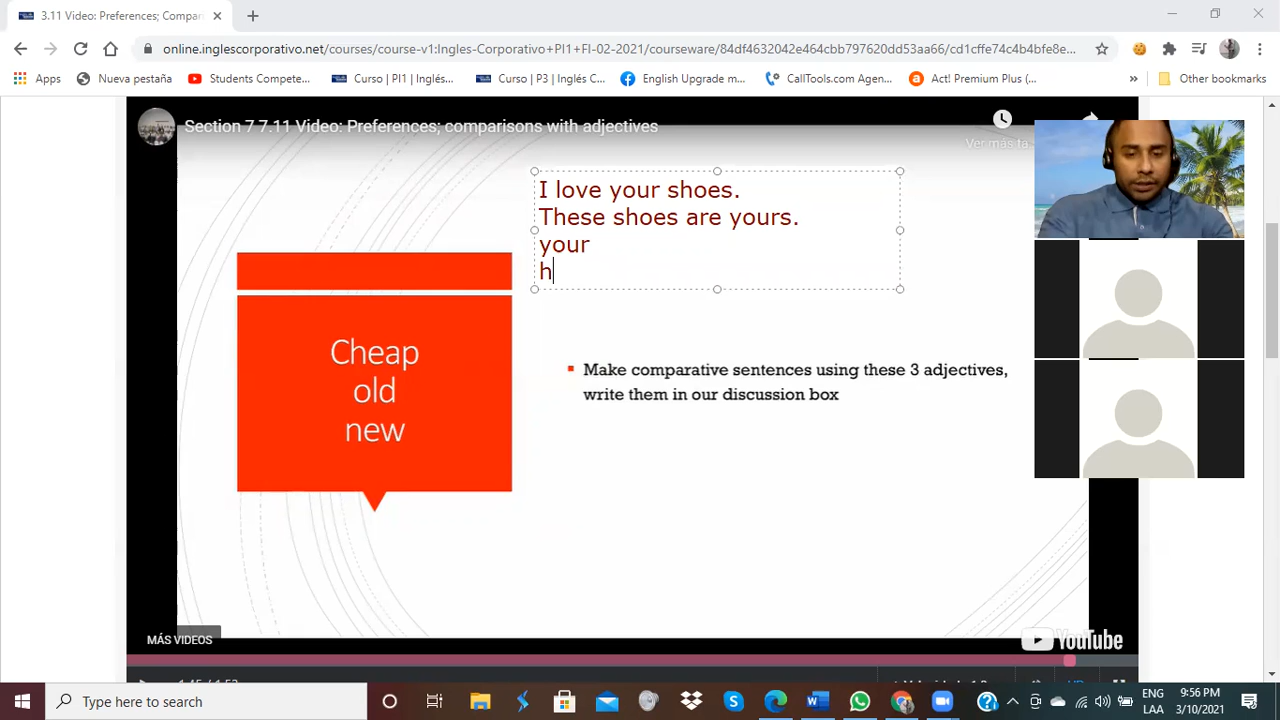 3.11 Video: Preferences; Compar
online.inglescorporativo.net/courses/course-v1:Ingles-Corporativo+PI1+FI-02-2021/courseware/84df4632042e464cbb797620dd53aa66/cd1cffe74c4b4bfe8e...
Apps
Nueva pestaña
Students Compete...
Curso | PI1 | Inglés...
Curso | P3 | Inglés C...
English Upgrade m...
CallTools.com Agen...
Act! Premium Plus (...
»
Other bookmarks
Section 7 7.11 Video: Preferences; comparisons with adjectives
Ver más ta
I love your shoes.
These shoes are yours.
your
h
Cheap
old
new
Make comparative sentences using these 3 adjectives,
write them in our discussion box
MÁS VIDEOS
YouTube
Type here to search
ENG
LAA
9:56 PM
3/10/2021